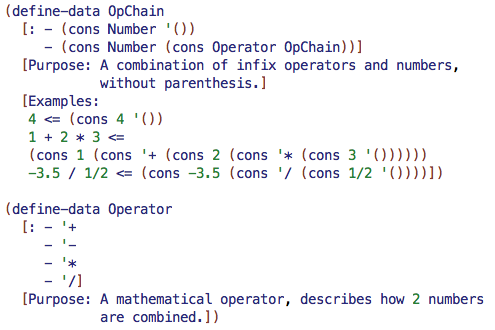 (define-data OpChain
[: - (cons Number '())
- (cons Number (cons Operator OpChain))]
[Purpose: A combination of infix operators and numbers,
without parenthesis.]
[Examples:
4 <= (cons 4 '())
1 + 2 * 3 <=
(cons 1 (cons '+ (cons 2 (cons '* (cons 3 '())))))
-3.5 / 1/2 <= (cons -3.5 (cons '/ (cons 1/2 '())))])
(define-data Operator
[: - '+
- '-
- '*
- '/]
[Purpose: A mathematical operator, describes how 2 numbers
are combined.])